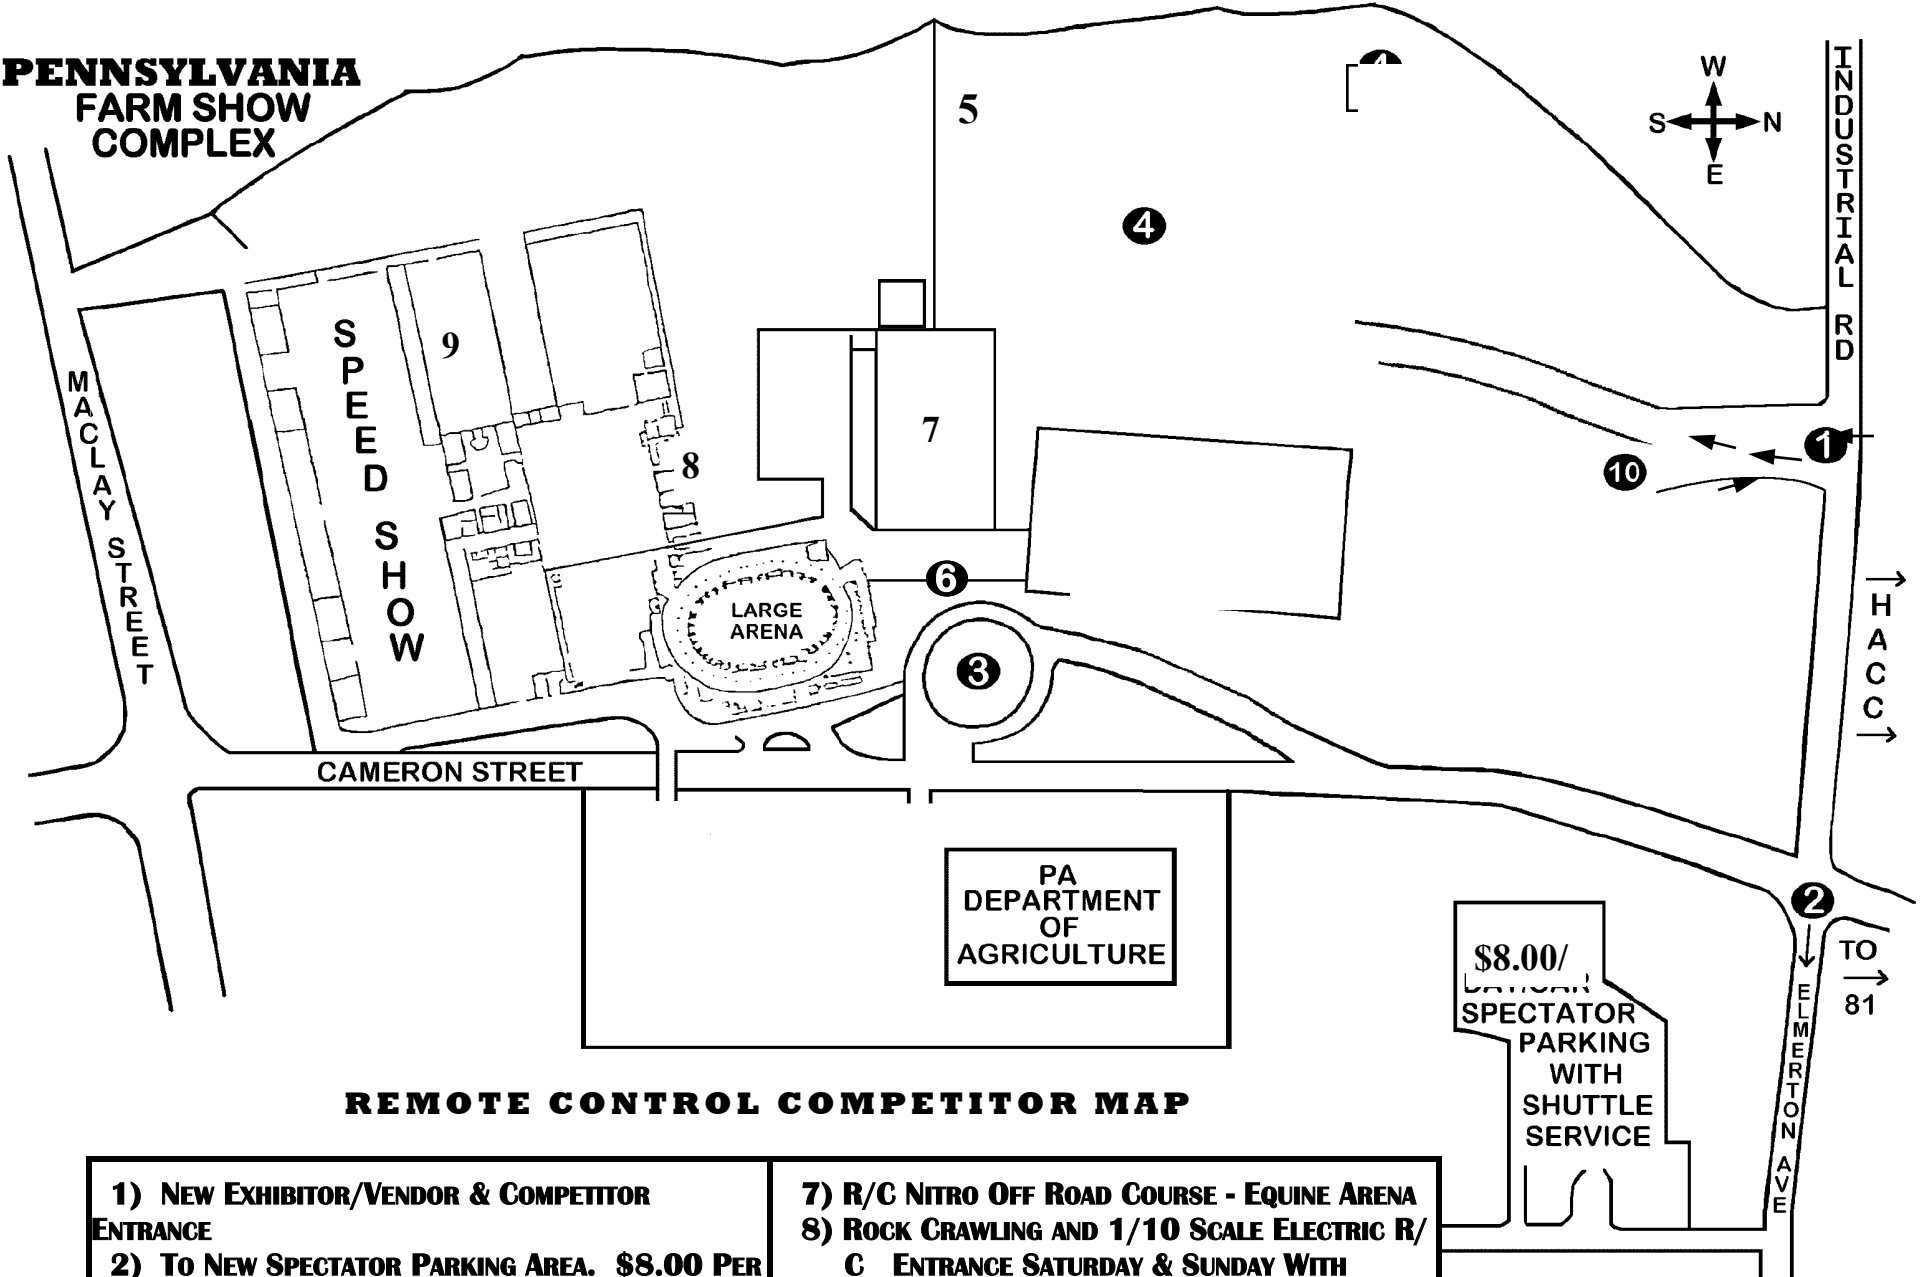 PENNSYLVANIA
FARM SHOW
COMPLEX
W
S N
E
INDUSTRIAL RD
5
4
4
MACLAY STREET
SPEED SHOW
9
8
7
1
10
6
LARGE
ARENA
3
HACC
CAMERON STREET
PA
DEPARTMENT
OF
AGRICULTURE
2
TO
81
ELMERTON AVE
$8.00/
DAY/CAR
SPECTATOR
PARKING
WITH
SHUTTLE
SERVICE
REMOTE CONTROL COMPETITOR MAP
1) NEW EXHIBITOR/VENDOR & COMPETITOR
ENTRANCE
2) TO NEW SPECTATOR PARKING AREA. $8.00 PER
7) R/C NITRO OFF ROAD COURSE - EQUINE ARENA
8) ROCK CRAWLING AND 1/10 SCALE ELECTRIC R/
C ENTRANCE SATURDAY & SUNDAY WITH